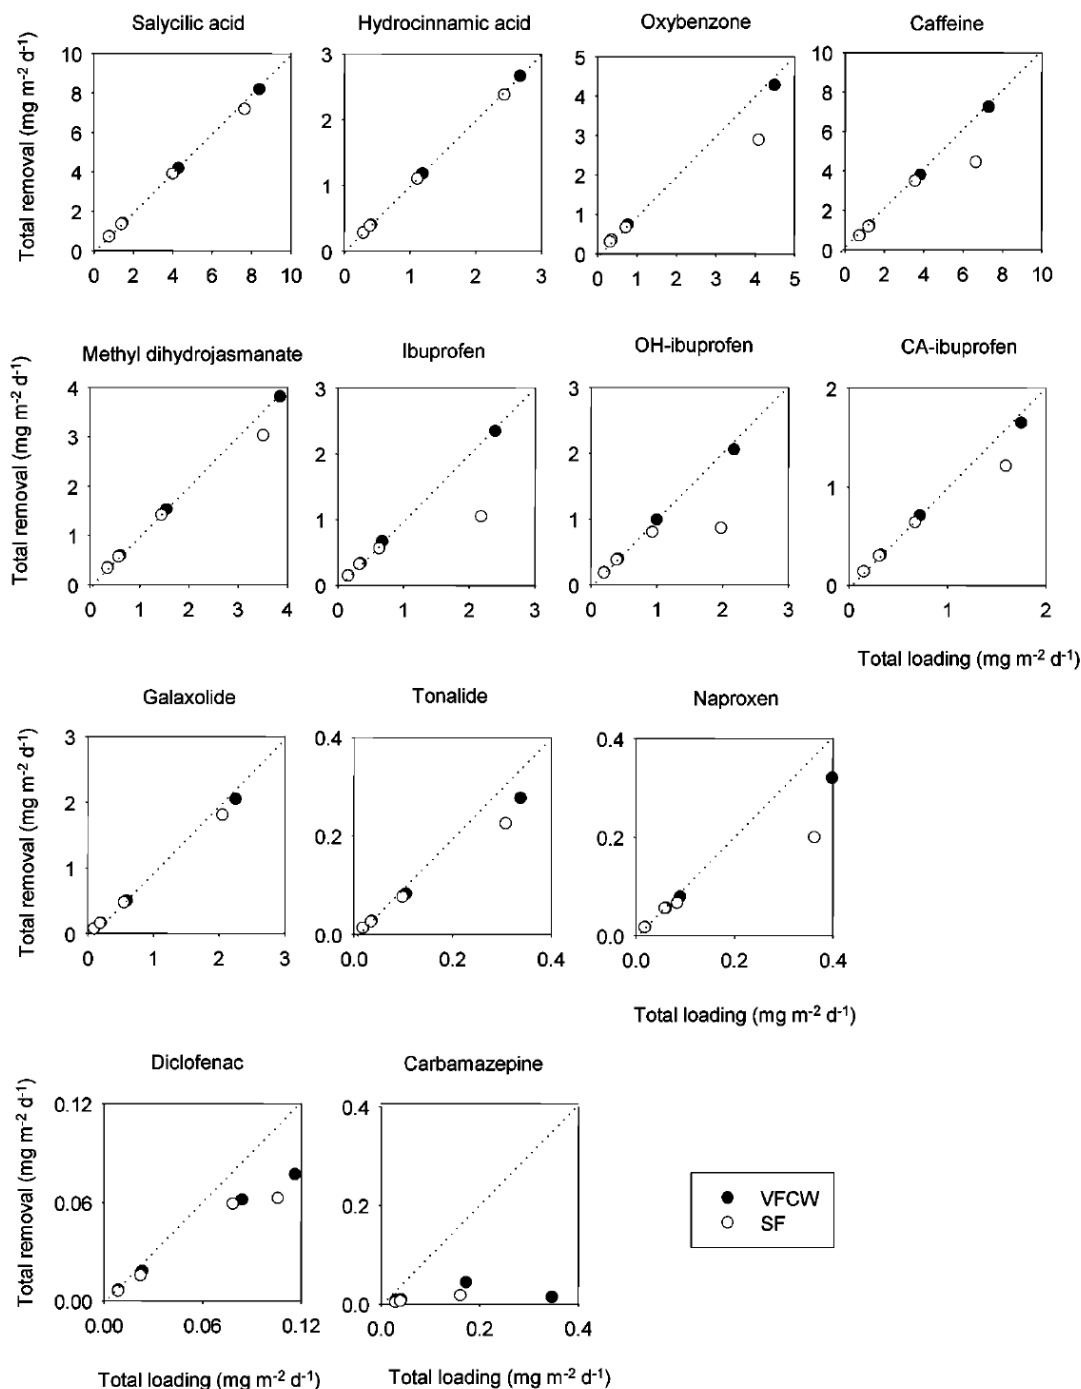 Salycilic acid
Hydrocinnamic acid
Oxybenzone
Caffeine
Total removal (mg m-2 d-1)
10
8
6
4
2
0
0 2 4 6 8 10
3
2
1
0
0 1 2 3
5
4
3
2
1
0
0 1 2 3 4 5
10
8
6
4
2
0
0 2 4 6 8 10
Methyl dihydrojasmanate
Ibuprofen
OH-ibuprofen
CA-ibuprofen
Total removal (mg m-2 d-1)
4
3
2
1
0
0 1 2 3 4
3
2
1
0
0 1 2 3
3
2
1
0
0 1 2 3
2
1
0
0 1 2
Total loading (mg m-2 d-1)
Galaxolide
Tonalide
Naproxen
Total removal (mg m-2 d-1)
3
2
1
0
0 1 2 3
0.4
0.2
0.0
0.0 0.2 0.4
0.4
0.2
0.0
0.0 0.2 0.4
Total loading (mg m-2 d-1)
Diclofenac
Carbamazepine
Total removal (mg m-2 d-1)
0.12
0.06
0.00
0.00 0.06 0.12
0.4
0.2
0.0
0.0 0.2 0.4
VFCW
SF
Total loading (mg m-2 d-1)
Total loading (mg m-2 d-1)